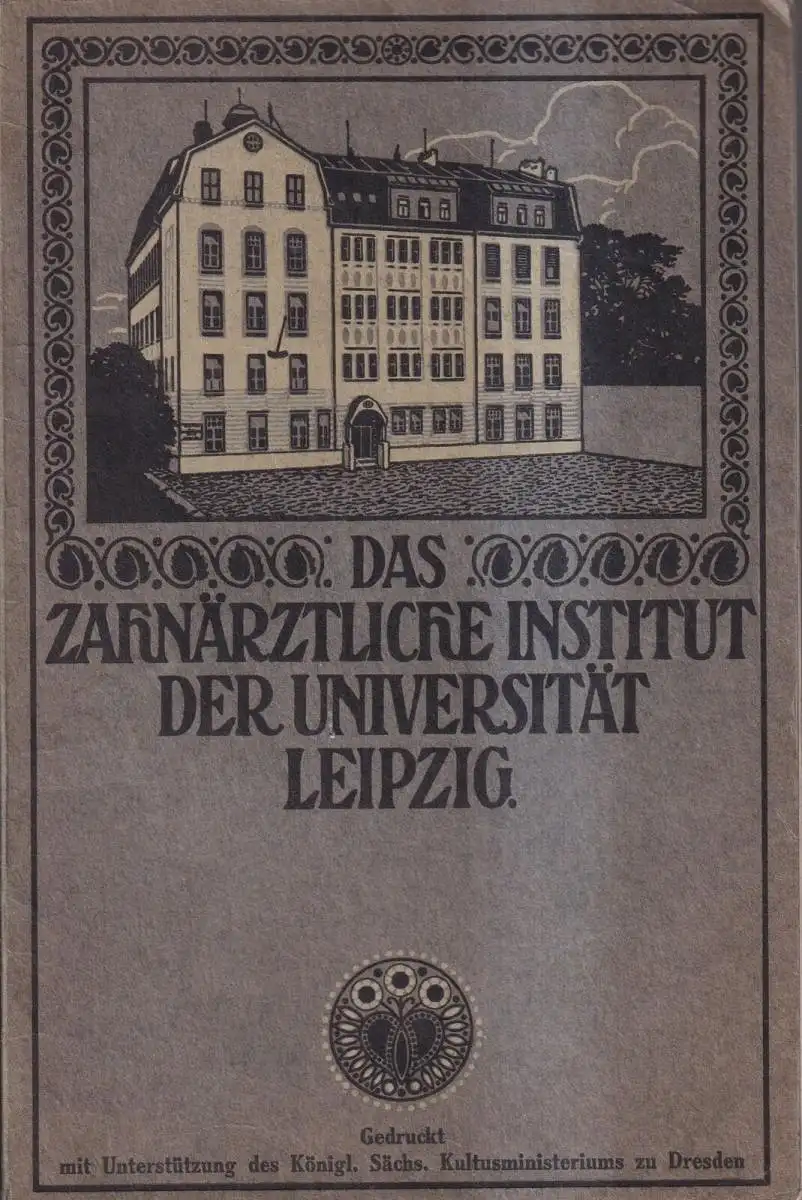 DAS
ZAHNÄRZTLICHE INSTITUT
DER UNIVERSITÄT
LEIPZIG.
Gedruckt
mit Unterstützung des Königl. Sächs. Kultusministeriums zu Dresden